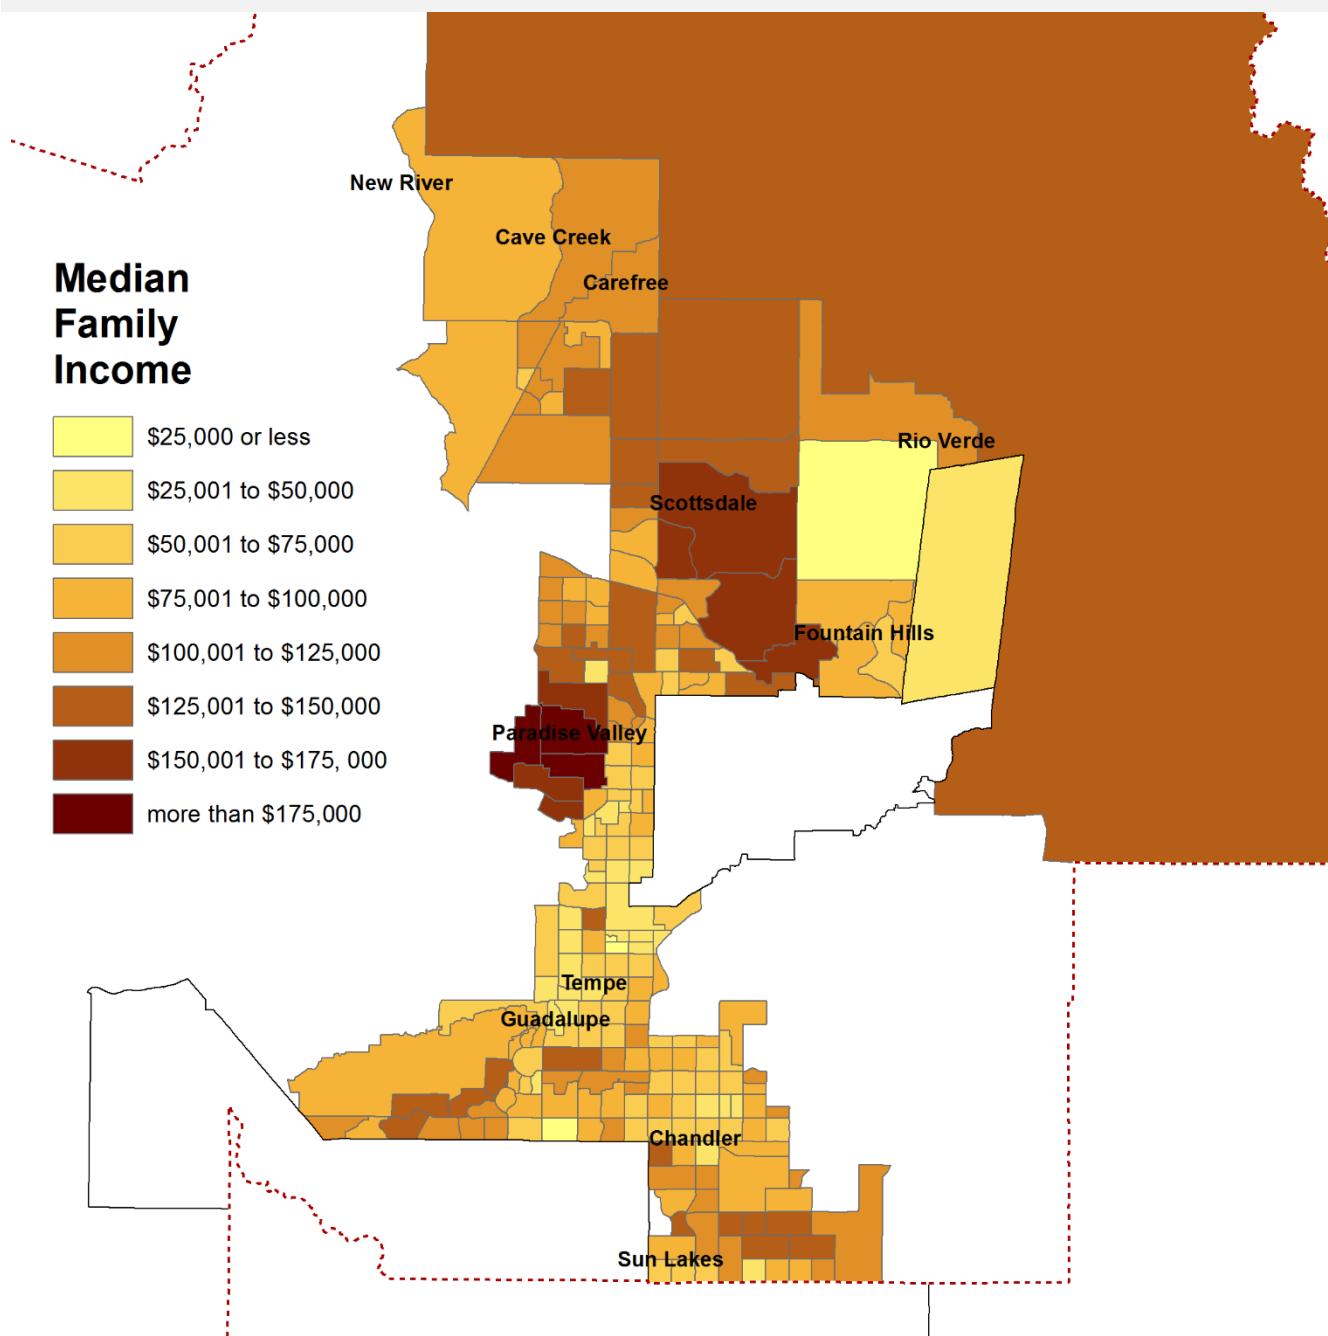 New River
Cave Creek
Carefree
Median
Family
Income
$25,000 or less
$25,001 to $50,000
$50,001 to $75,000
$75,001 to $100,000
$100,001 to $125,000
$125,001 to $150,000
$150,001 to $175, 000
more than $175,000
Rio Verde
Scottsdale
Fountain Hills
Paradise Valley
Tempe
Guadalupe
Chandler
Sun Lakes